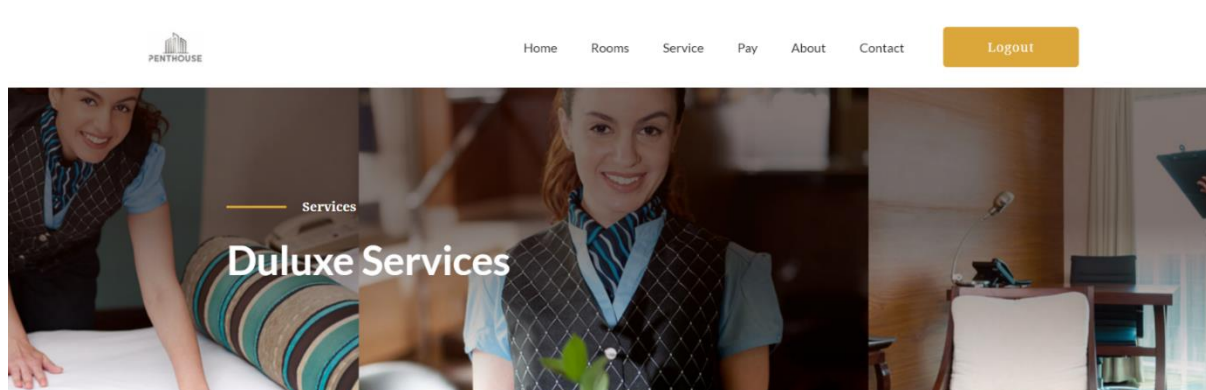 PENTHOUSE
Home Rooms Service Pay About Contact Logout
Services
Duluxe Services